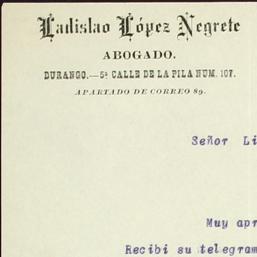 Ladislao López Negrete
ABOGADO.
DURANGO.—5ª CALLE DE LA PILA NUM. 107.
APARTADO DE CORREO 89.
Señor Li
Muy apr
Recibi su telegram